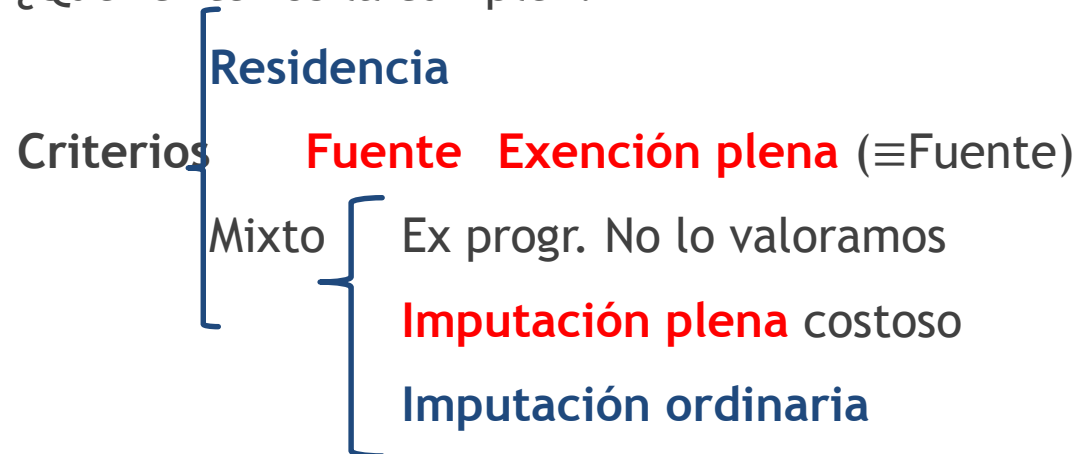 Residencia
Criterios Fuente Exención plena (≡Fuente)
Mixto Ex progr. No lo valoramos
Imputación plena costoso
Imputación ordinaria